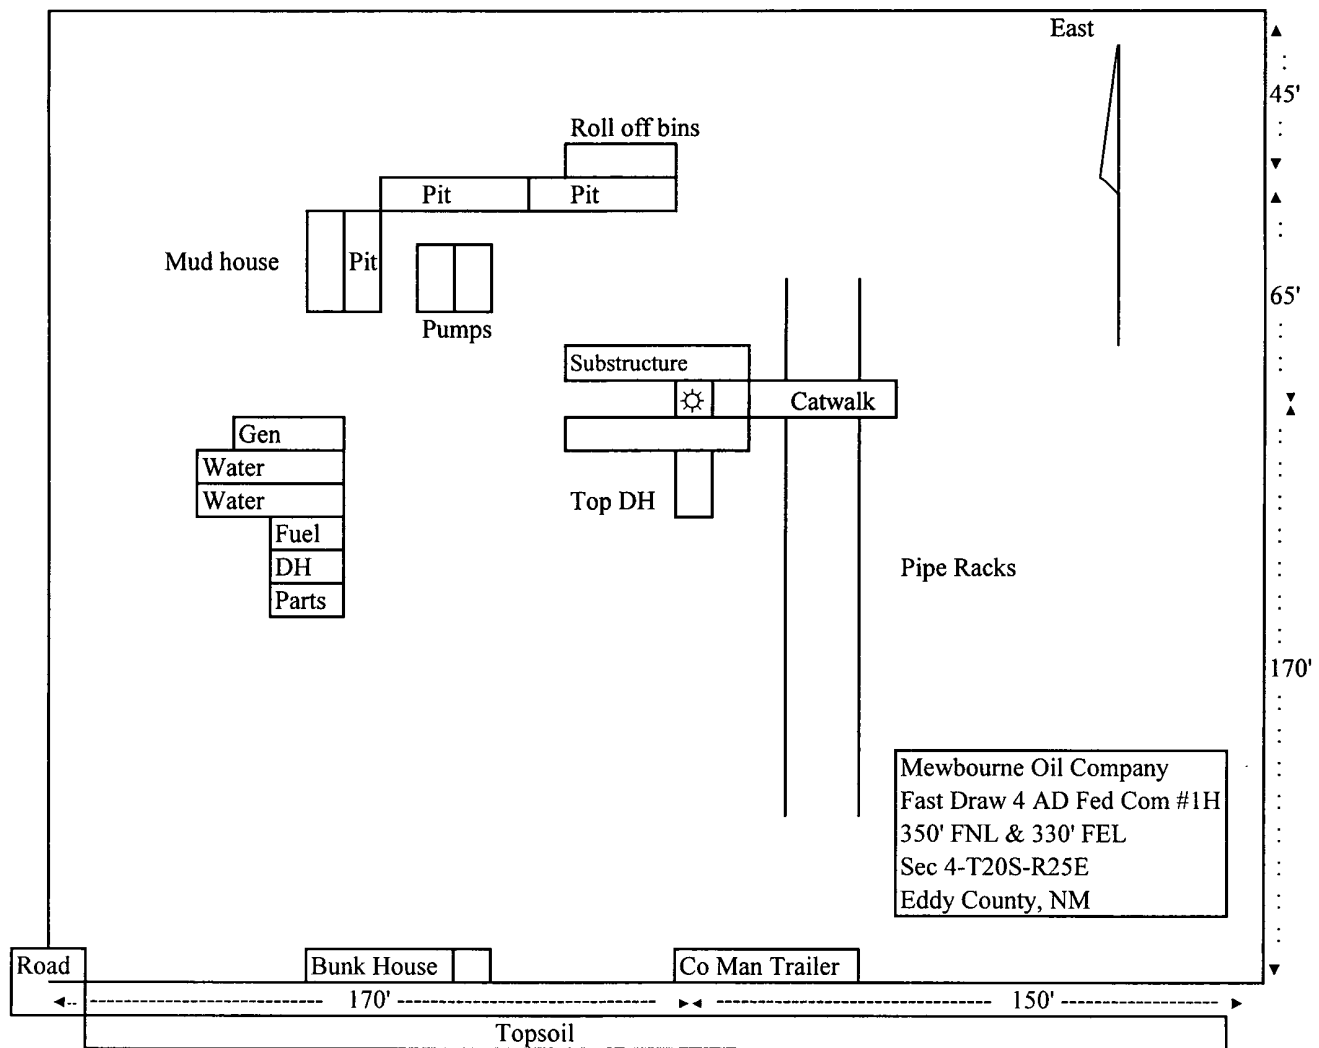 East
45'
Roll off bins
Pit
Pit
Mud house
Pit
65'
Pumps
Substructure
Catwalk
Gen
Water
Water
Top DH
Fuel
DH
Pipe Racks
Parts
170'
Mewbourne Oil Company
Fast Draw 4 AD Fed Com #1H
350' FNL & 330' FEL
Sec 4-T20S-R25E
Eddy County, NM
Road
Bunk House
Co Man Trailer
170'
150'
Topsoil